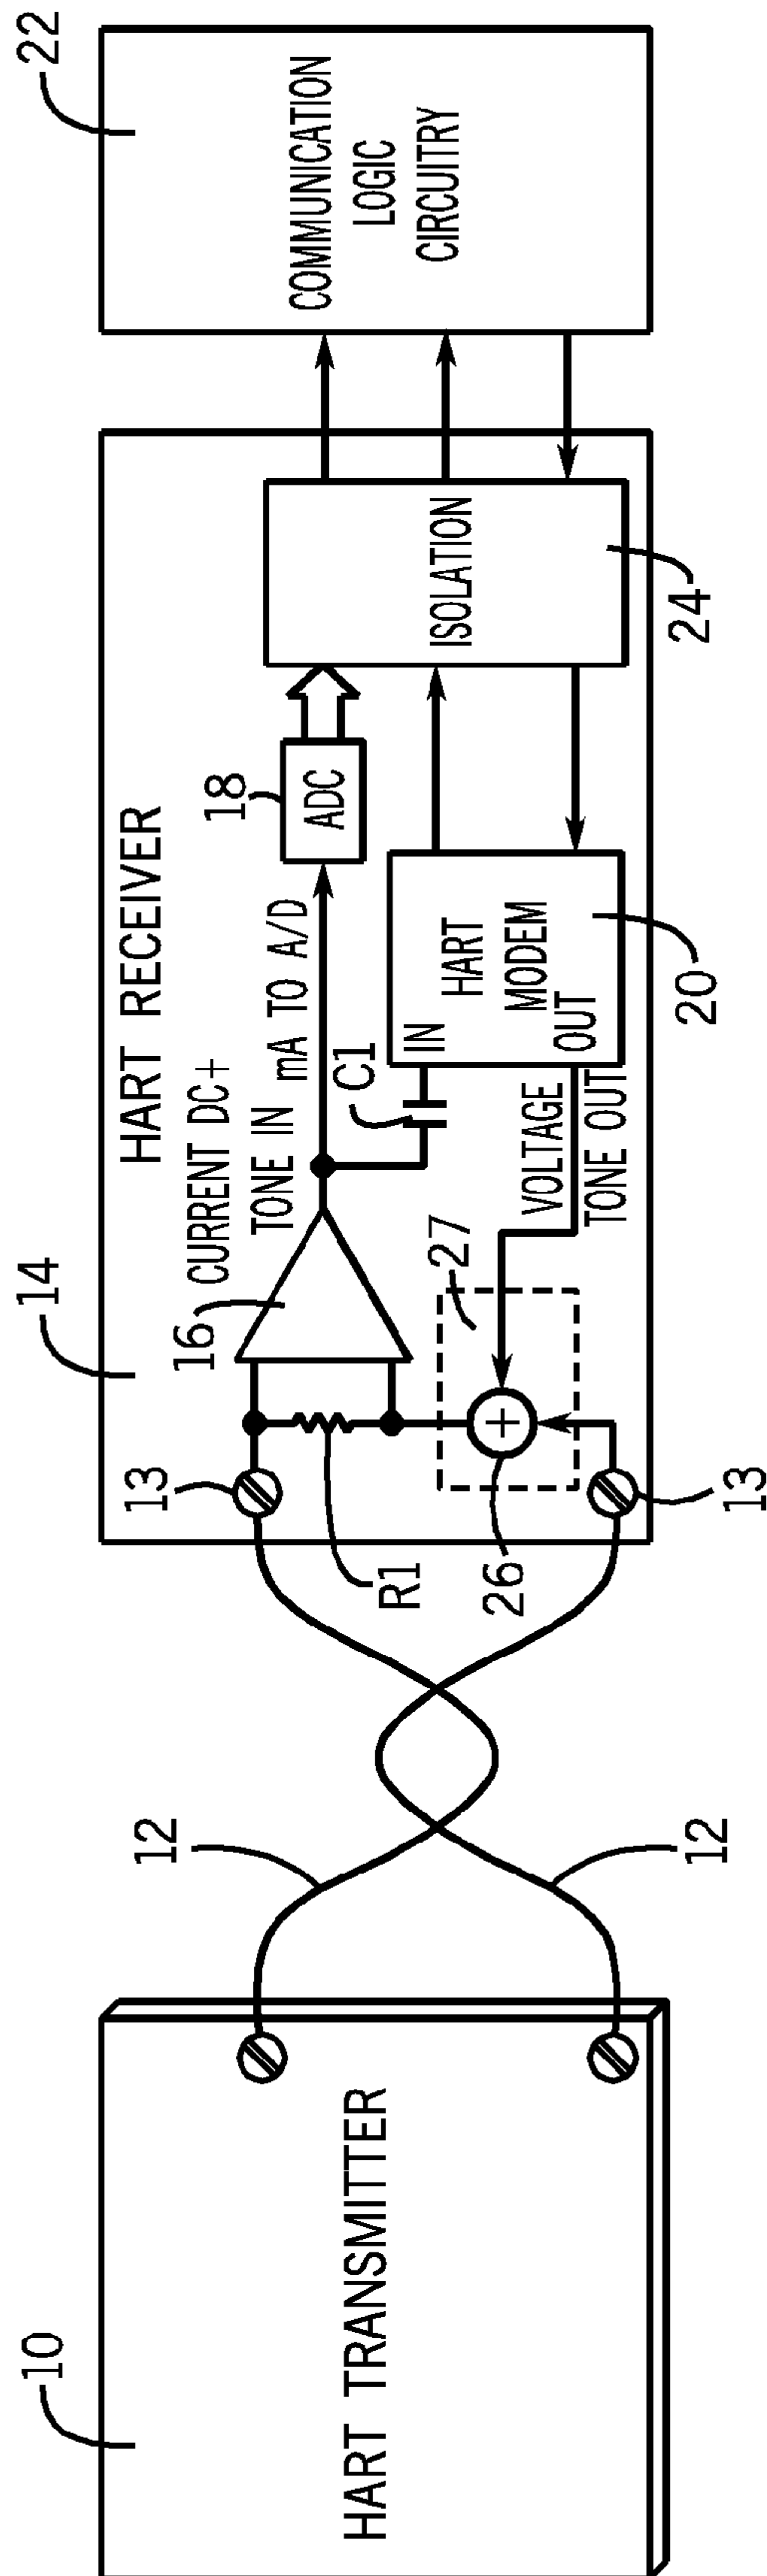 10
HART TRANSMITTER
12
12
14
HART RECEIVER
13
13
R1
16
CURRENT DC+
TONE IN
mA TO A/D
C1
18
ADC
26
27
VOLTAGE
TONE OUT
IN
HART
MODEM
OUT
20
ISOLATION
24
22
COMMUNICATION
LOGIC
CIRCUITRY